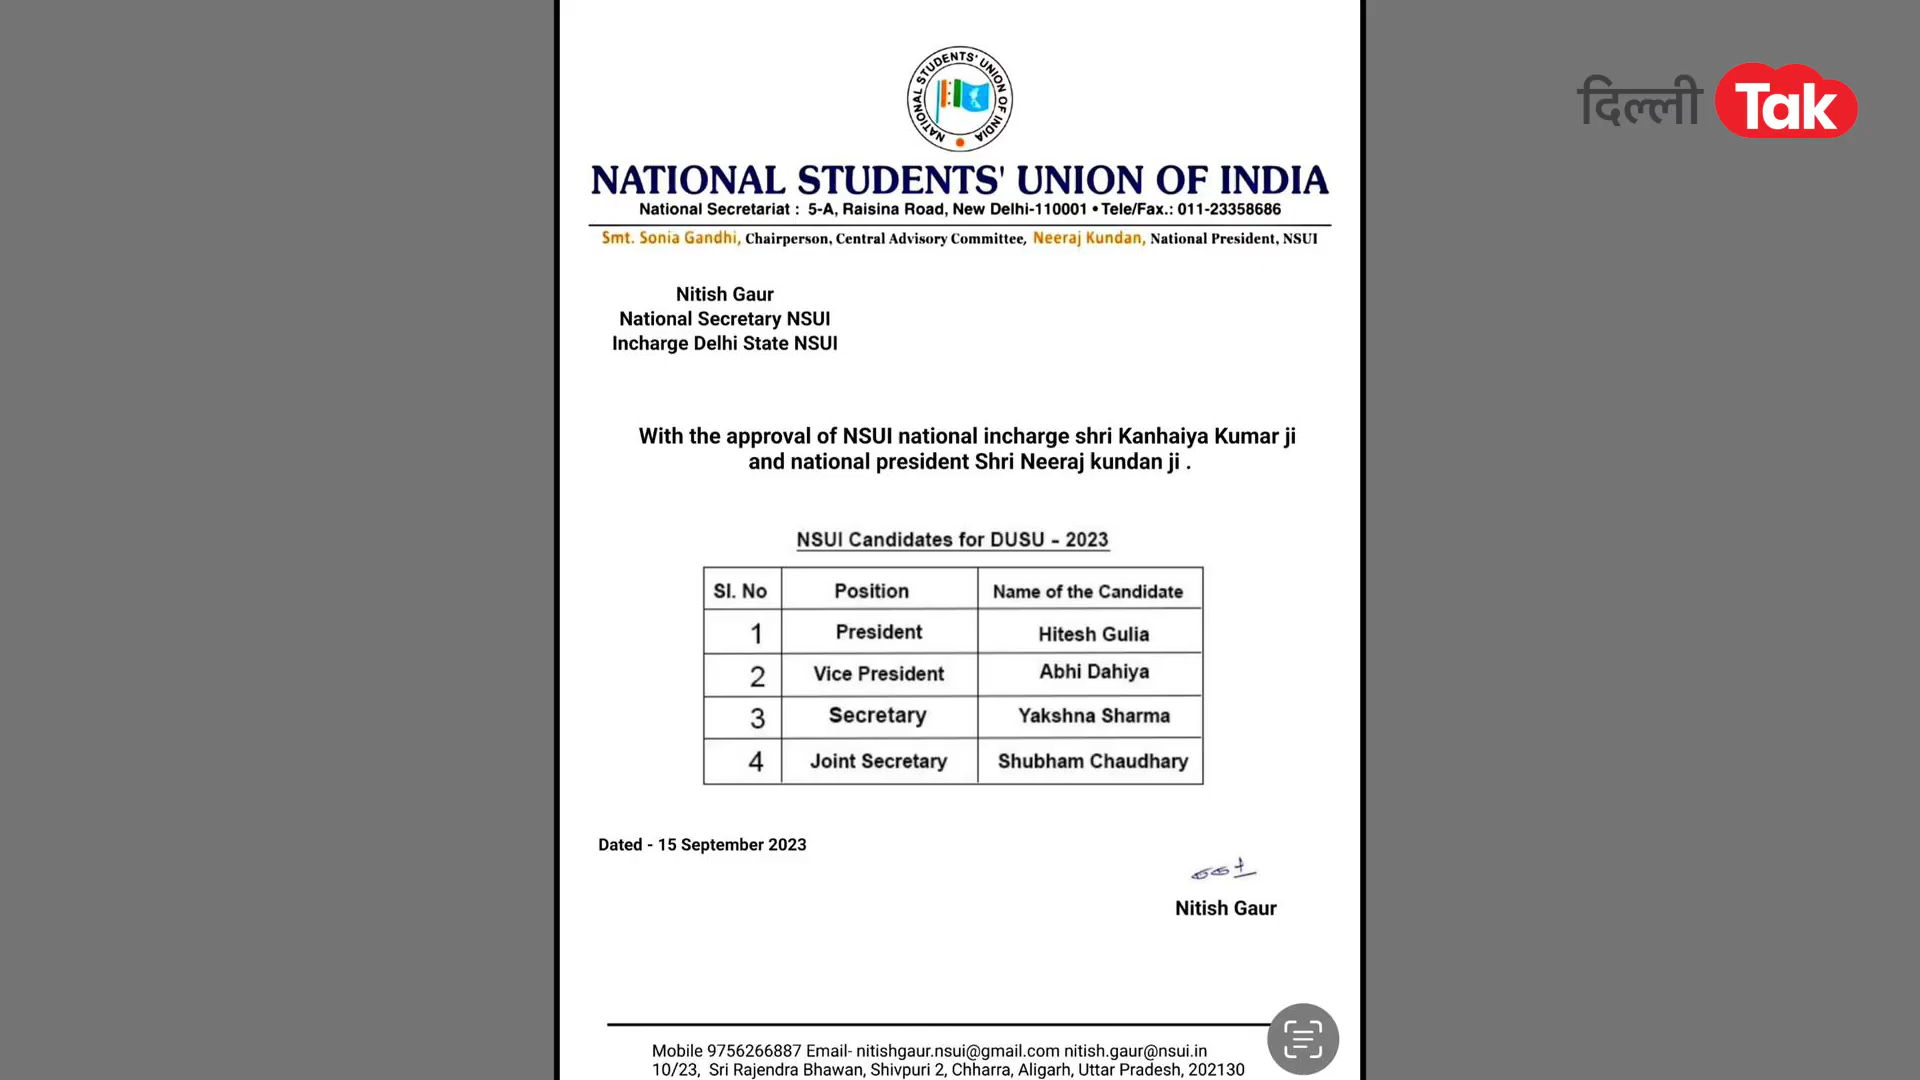 NATIONAL STUDENTS' UNION OF INDIA
दिल्ली Tak
NATIONAL STUDENTS' UNION OF INDIA
National Secretariat : 5-A, Raisina Road, New Delhi-110001 • Tele/Fax.: 011-23358686
Smt. Sonia Gandhi, Chairperson, Central Advisory Committee, Neeraj Kundan, National President, NSUI
Nitish Gaur
National Secretary NSUI
Incharge Delhi State NSUI
With the approval of NSUI national incharge shri Kanhaiya Kumar ji
and national president Shri Neeraj kundan ji .
NSUI Candidates for DUSU - 2023
Sl. No Position Name of the Candidate
1 President Hitesh Gulia
2 Vice President Abhi Dahiya
3 Secretary Yakshna Sharma
4 Joint Secretary Shubham Chaudhary
Dated - 15 September 2023
Nitish Gaur
Mobile 9756266887 Email- nitishgaur.nsui@gmail.com nitish.gaur@nsui.in
10/23, Sri Rajendra Bhawan, Shivpuri 2, Chharra, Aligarh, Uttar Pradesh, 202130